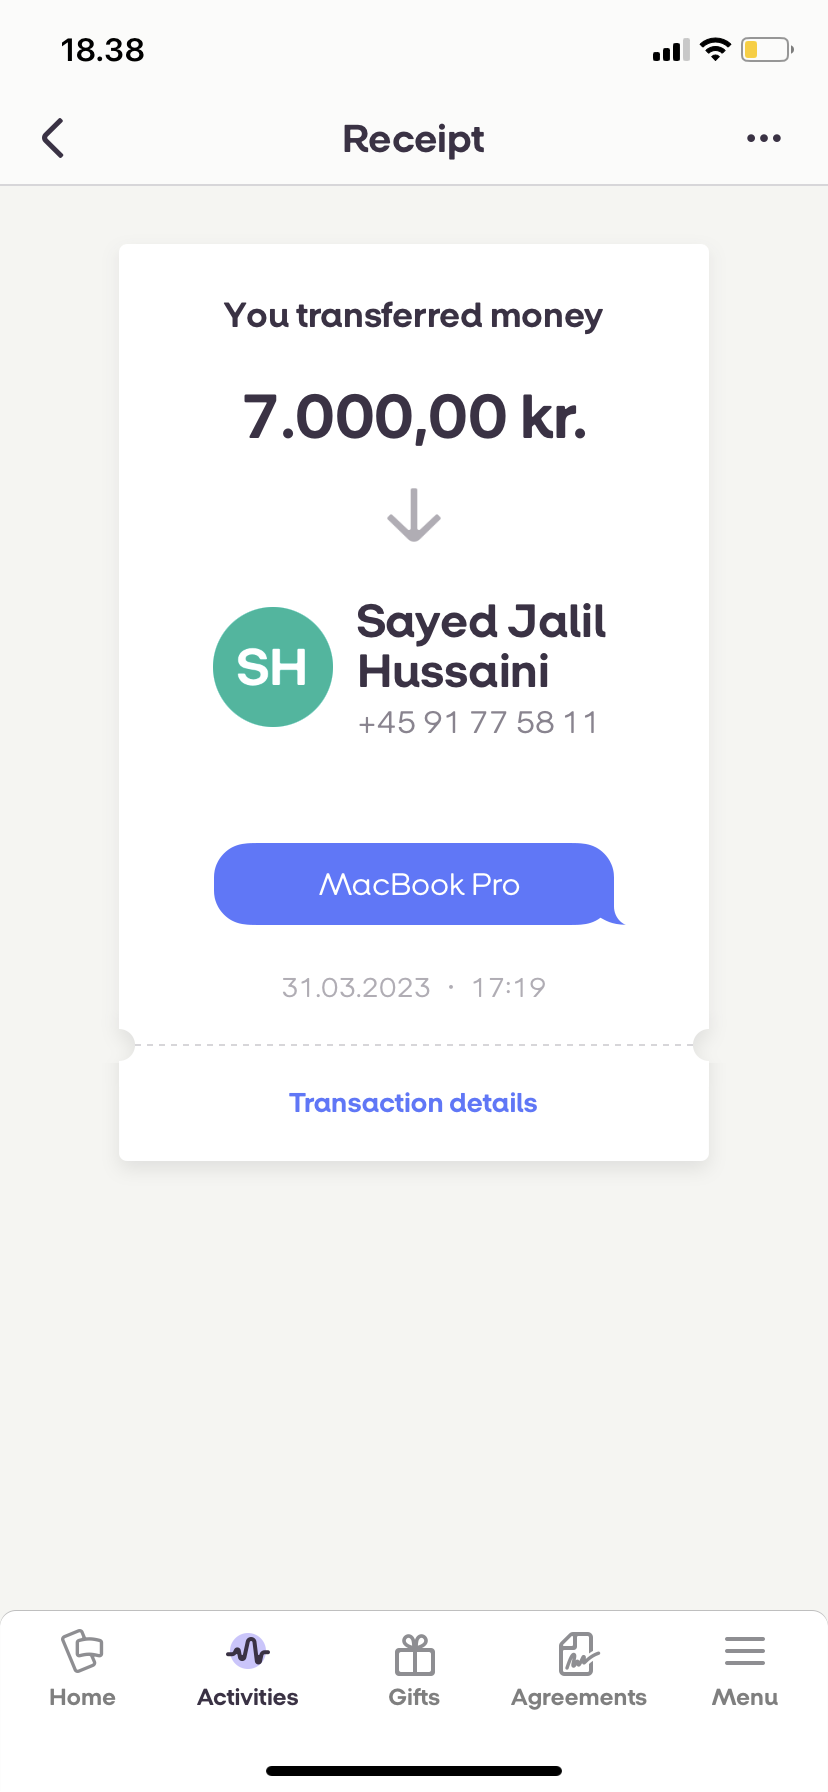 18.38
Receipt
You transferred money
7.000,00 kr.
SH
Sayed Jalil
Hussaini
+45 91 77 58 11
MacBook Pro
31.03.2023 · 17:19
Transaction details
Home
Activities
Gifts
Agreements
Menu